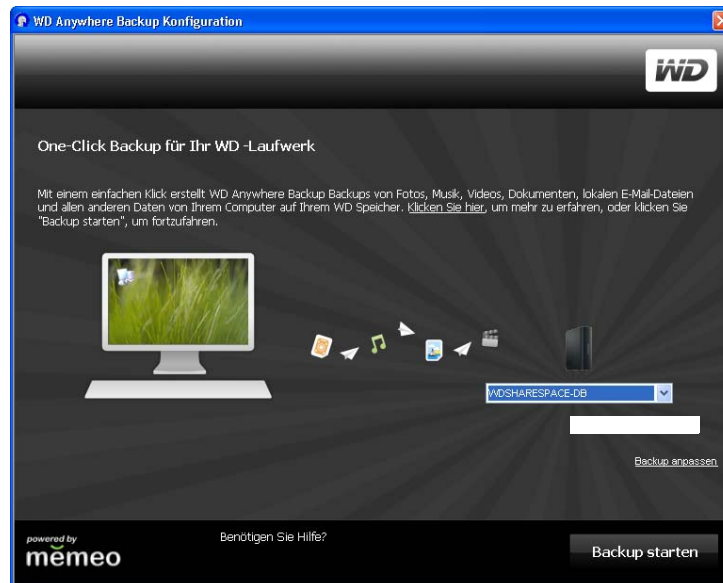 WD Anywhere Backup Konfiguration
WD
One-Click Backup für Ihr WD -Laufwerk
Mit einem einfachen Klick erstellt WD Anywhere Backup Backups von Fotos, Musik, Videos, Dokumenten, lokalen E-Mail-Dateien
und allen anderen Daten von Ihrem Computer auf Ihrem WD Speicher. Klicken Sie hier, um mehr zu erfahren, oder klicken Sie
"Backup starten", um fortzufahren.
WDSHARESPACE-DB
Backup anpassen
powered by
memeo
Benötigen Sie Hilfe?
Backup starten